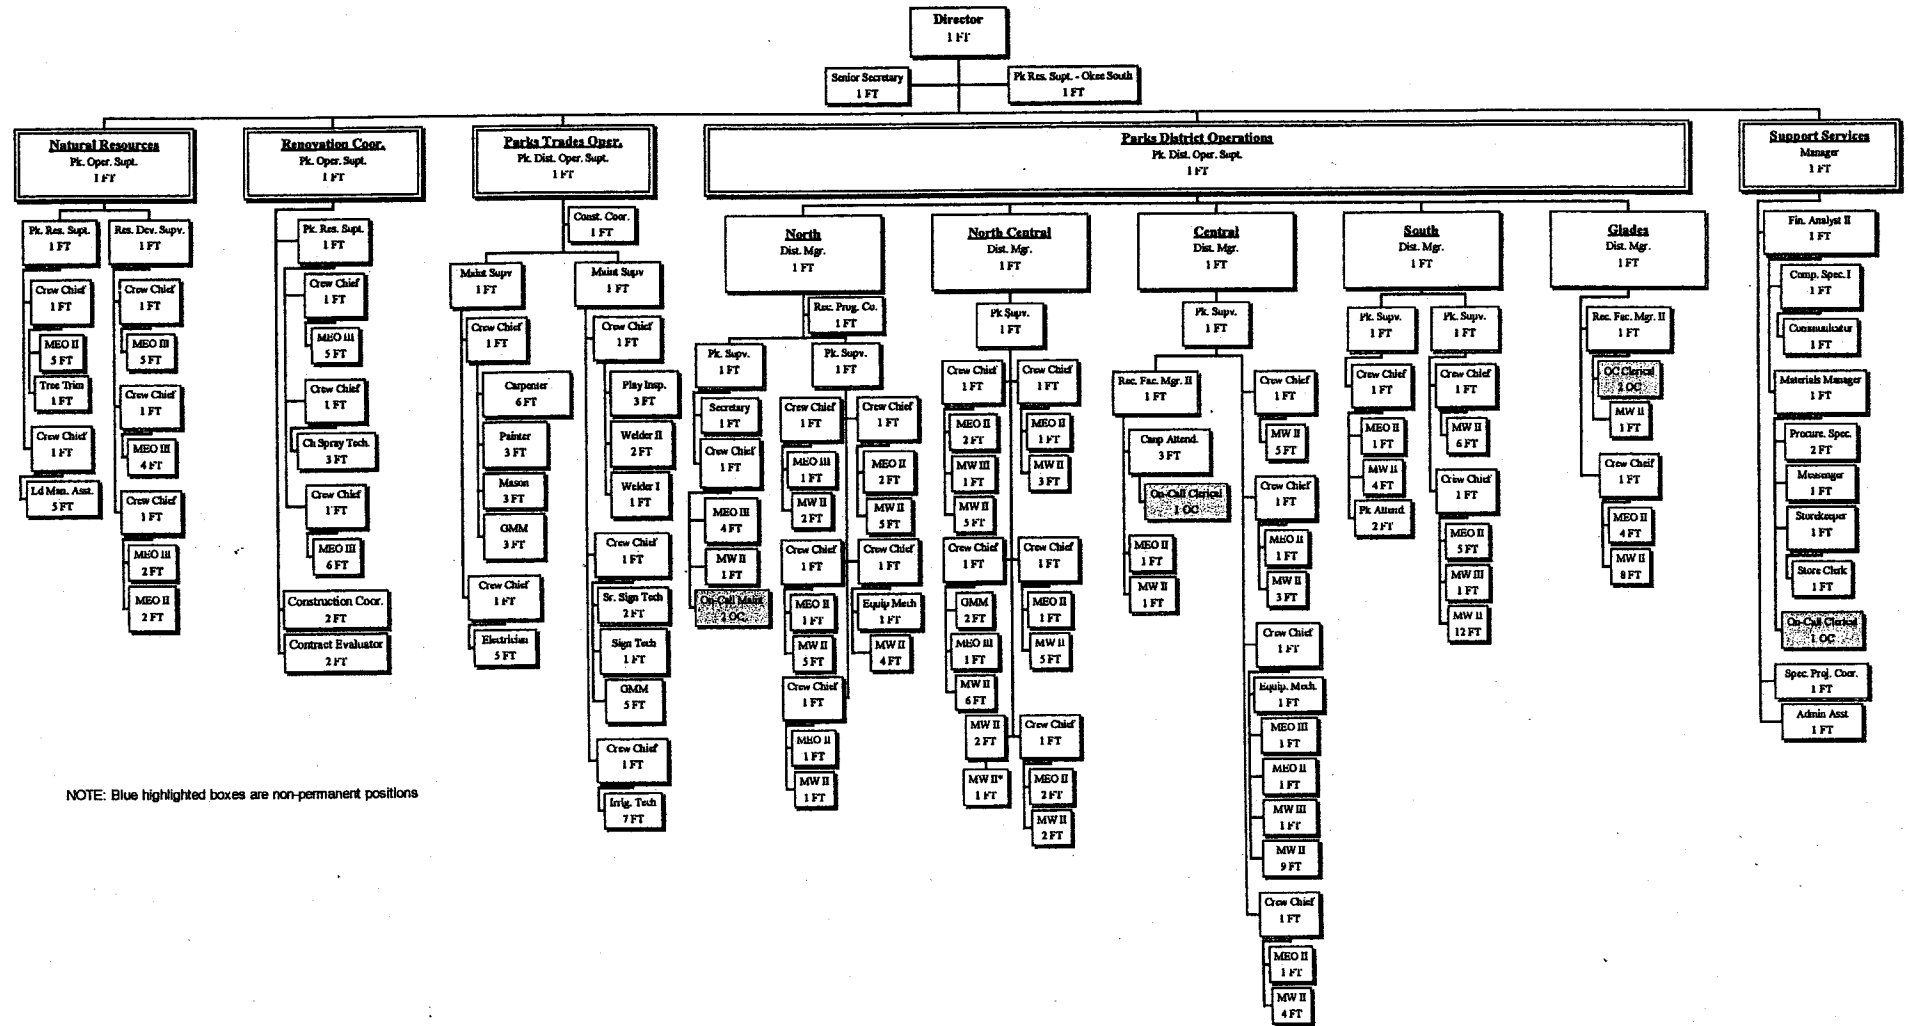 Director
1 FT
Senior Secretary
1 FT
Pk Res. Supt. - Okee South
1 FT
Natural Resources
Pk. Oper. Supt.
1 FT
Pk. Res. Supt.
1 FT
Res. Dev. Supv.
1 FT
Crew Chief
1 FT
MEO II
5 FT
Tree Trim
1 FT
Crew Chief
1 FT
Ld Man. Asst.
5 FT
Crew Chief
1 FT
MEO III
5 FT
Crew Chief
1 FT
MEO III
4 FT
Crew Chief
1 FT
MEO III
2 FT
MEO II
2 FT
Renovation Coor.
Pk. Oper. Supt.
1 FT
Pk. Res. Supt.
1 FT
Crew Chief
1 FT
MEO III
5 FT
Crew Chief
1 FT
Ch Spray Tech.
3 FT
Crew Chief
1 FT
MEO III
6 FT
Construction Coor.
2 FT
Contract Evaluator
2 FT
Parks Trades Oper.
Pk. Dist. Oper. Supt.
1 FT
Const. Coor.
1 FT
Maint Supv
1 FT
Crew Chief
1 FT
Carpenter
6 FT
Painter
3 FT
Mason
3 FT
GMM
3 FT
Crew Chief
1 FT
Electrician
5 FT
Maint Supv
1 FT
Crew Chief
1 FT
Play Insp.
3 FT
Welder II
2 FT
Welder I
1 FT
Crew Chief
1 FT
Sr. Sign Tech
2 FT
Sign Tech
1 FT
GMM
5 FT
Crew Chief
1 FT
Irrig. Tech
7 FT
Parks District Operations
Pk. Dist. Oper. Supt.
1 FT
North
Dist. Mgr.
1 FT
Rec. Prog. Co.
1 FT
Pk. Supv.
1 FT
Secretary
1 FT
Crew Chief
1 FT
MEO III
4 FT
MW II
1 FT
On-Call Maint
2 OC
Pk. Supv.
1 FT
Crew Chief
1 FT
MEO III
1 FT
MW II
2 FT
Crew Chief
1 FT
MEO II
1 FT
MW II
5 FT
Crew Chief
1 FT
MEO II
1 FT
MW II
1 FT
Crew Chief
1 FT
MEO II
2 FT
MW II
5 FT
Crew Chief
1 FT
Equip Mech
1 FT
MW II
4 FT
North Central
Dist. Mgr.
1 FT
Pk Supv.
1 FT
Crew Chief
1 FT
MEO II
2 FT
MW III
1 FT
MW II
5 FT
Crew Chief
1 FT
GMM
2 FT
MEO III
1 FT
MW II
6 FT
MW II
2 FT
MW II*
1 FT
Crew Chief
1 FT
MEO II
1 FT
MW II
3 FT
Crew Chief
1 FT
MEO II
1 FT
MW II
5 FT
Crew Chief
1 FT
MEO II
2 FT
MW II
2 FT
Central
Dist. Mgr.
1 FT
Pk. Supv.
1 FT
Rec. Fac. Mgr. II
1 FT
Camp Attend.
3 FT
On-Call Clerical
1 OC
MEO II
1 FT
MW II
1 FT
Crew Chief
1 FT
MW II
5 FT
Crew Chief
1 FT
MEO II
1 FT
MW II
3 FT
Crew Chief
1 FT
Equip. Mech.
1 FT
MEO III
1 FT
MEO II
1 FT
MW III
1 FT
MW II
9 FT
Crew Chief
1 FT
MEO II
1 FT
MW II
4 FT
South
Dist. Mgr.
1 FT
Pk. Supv.
1 FT
Crew Chief
1 FT
MEO II
1 FT
MW II
4 FT
Pk Attend.
2 FT
Pk. Supv.
1 FT
Crew Chief
1 FT
MW II
6 FT
Crew Chief
1 FT
MEO II
5 FT
MW III
1 FT
MW II
12 FT
Glades
Dist. Mgr.
1 FT
Rec. Fac. Mgr. II
1 FT
OC Clerical
2 OC
MW II
1 FT
Crew Cheif
1 FT
MEO II
4 FT
MW II
8 FT
Support Services
Manager
1 FT
Fin. Analyst II
1 FT
Comp. Spec. I
1 FT
Communicator
1 FT
Materials Manager
1 FT
Procure. Spec.
2 FT
Messenger
1 FT
Storekeeper
1 FT
Store Clerk
1 FT
On-Call Clerical
1 OC
Spec. Proj. Coor.
1 FT
Admin Asst
1 FT
NOTE: Blue highlighted boxes are non-permanent positions